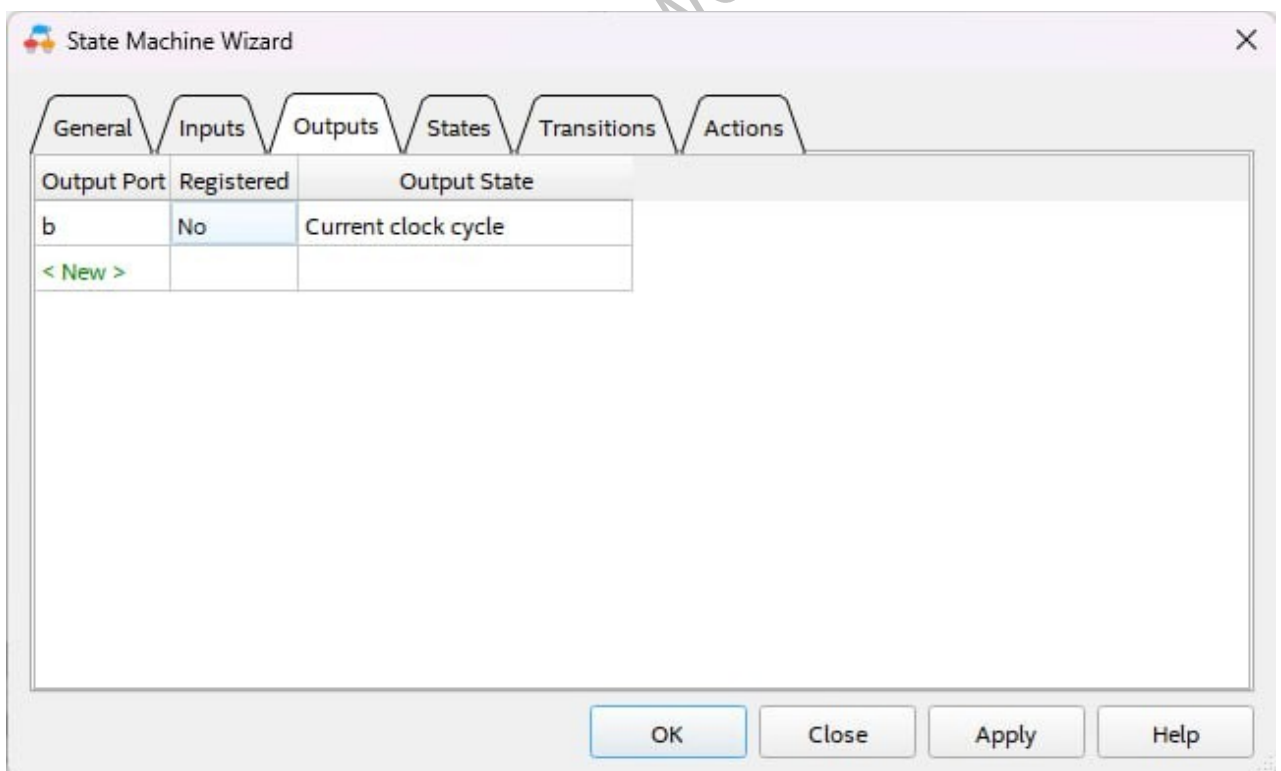 State Machine Wizard
General Inputs Outputs States Transitions Actions
Output Port Registered Output State
b No Current clock cycle
< New >
OK Close Apply Help